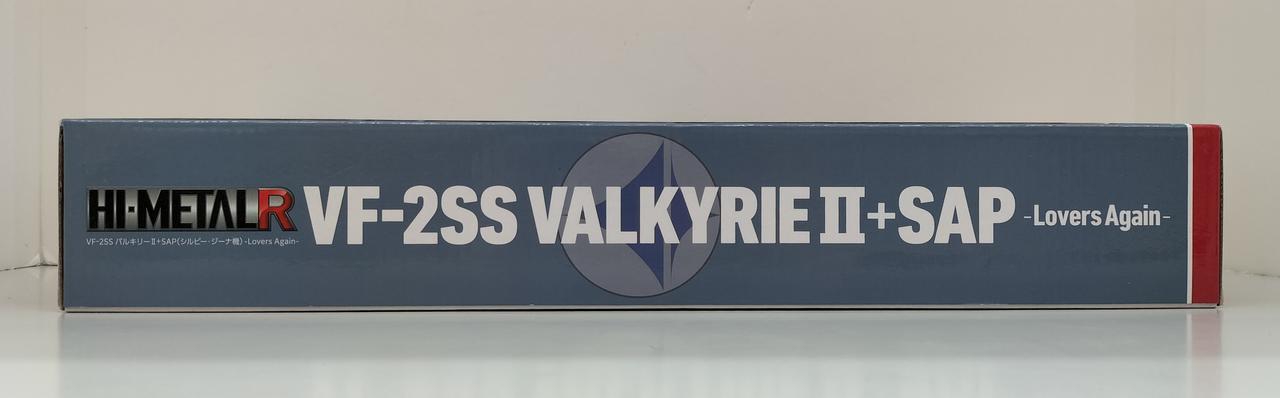 HI-METAL R
VF-2SS VALKYRIE II+SAP -Lovers Again-
VF-2SS バルキリーII+SAP(シルビー・ジーナ機) -Lovers Again-